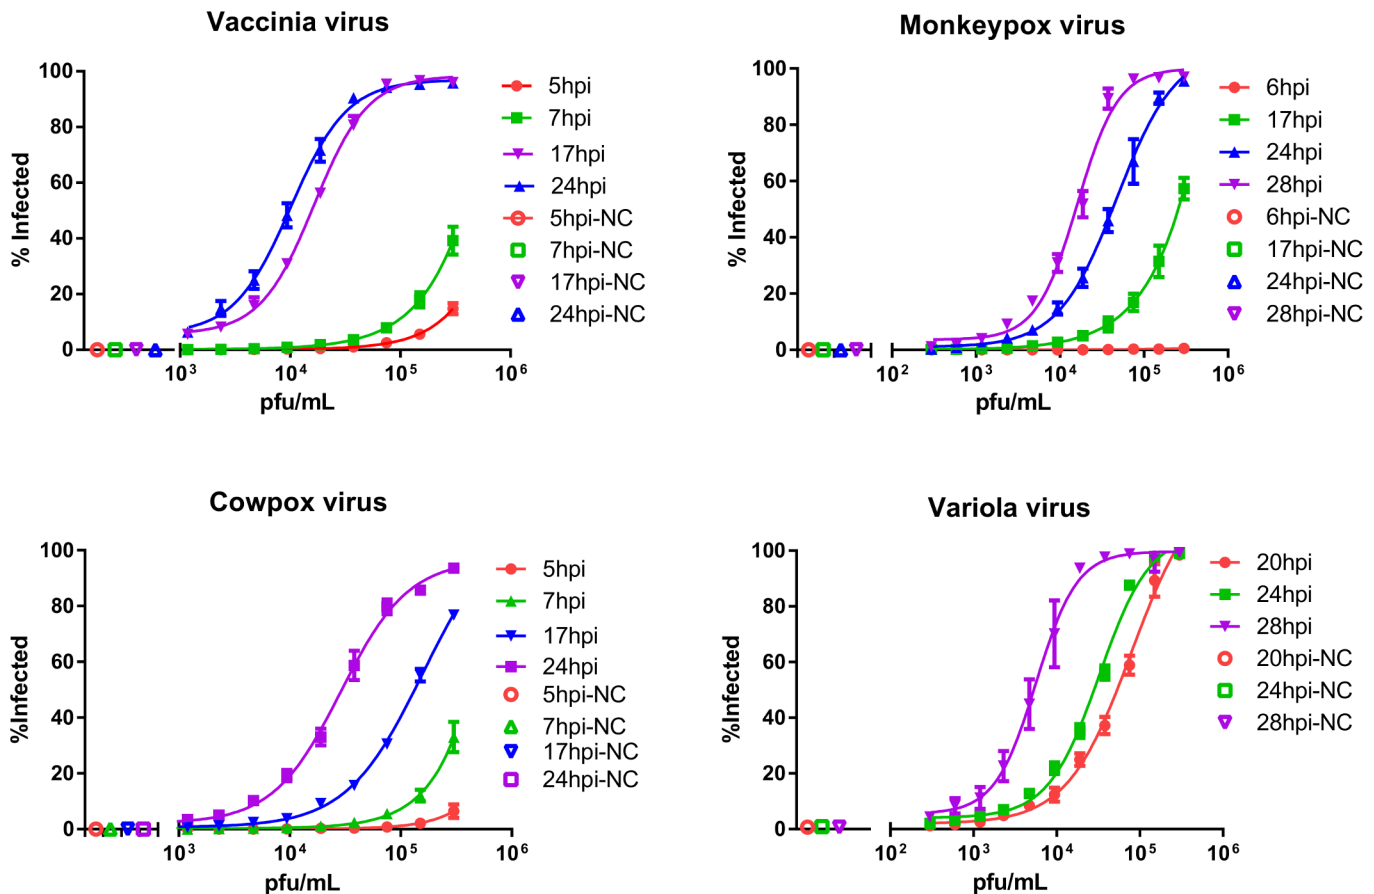 Vaccinia virus
% Infected
100
80
60
40
20
0
10³ 10⁴ 10⁵ 10⁶
pfu/mL
5hpi
7hpi
17hpi
24hpi
5hpi-NC
7hpi-NC
17hpi-NC
24hpi-NC
Monkeypox virus
% Infected
100
80
60
40
20
0
10² 10³ 10⁴ 10⁵ 10⁶
pfu/mL
6hpi
17hpi
24hpi
28hpi
6hpi-NC
17hpi-NC
24hpi-NC
28hpi-NC
Cowpox virus
%Infected
100
80
60
40
20
0
10³ 10⁴ 10⁵ 10⁶
pfu/mL
5hpi
7hpi
17hpi
24hpi
5hpi-NC
7hpi-NC
17hpi-NC
24hpi-NC
Variola virus
%Infected
100
80
60
40
20
0
10² 10³ 10⁴ 10⁵ 10⁶
pfu/mL
20hpi
24hpi
28hpi
20hpi-NC
24hpi-NC
28hpi-NC